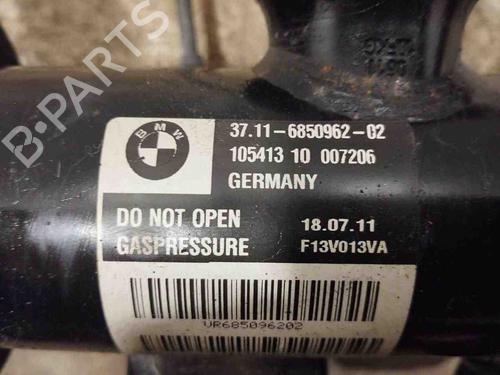 B-PARTS
BMW
37.11-6850962-02
105413 10 007206
GERMANY
DO NOT OPEN
GASPRESSURE
18.07.11
F13V013VA
VR685096202